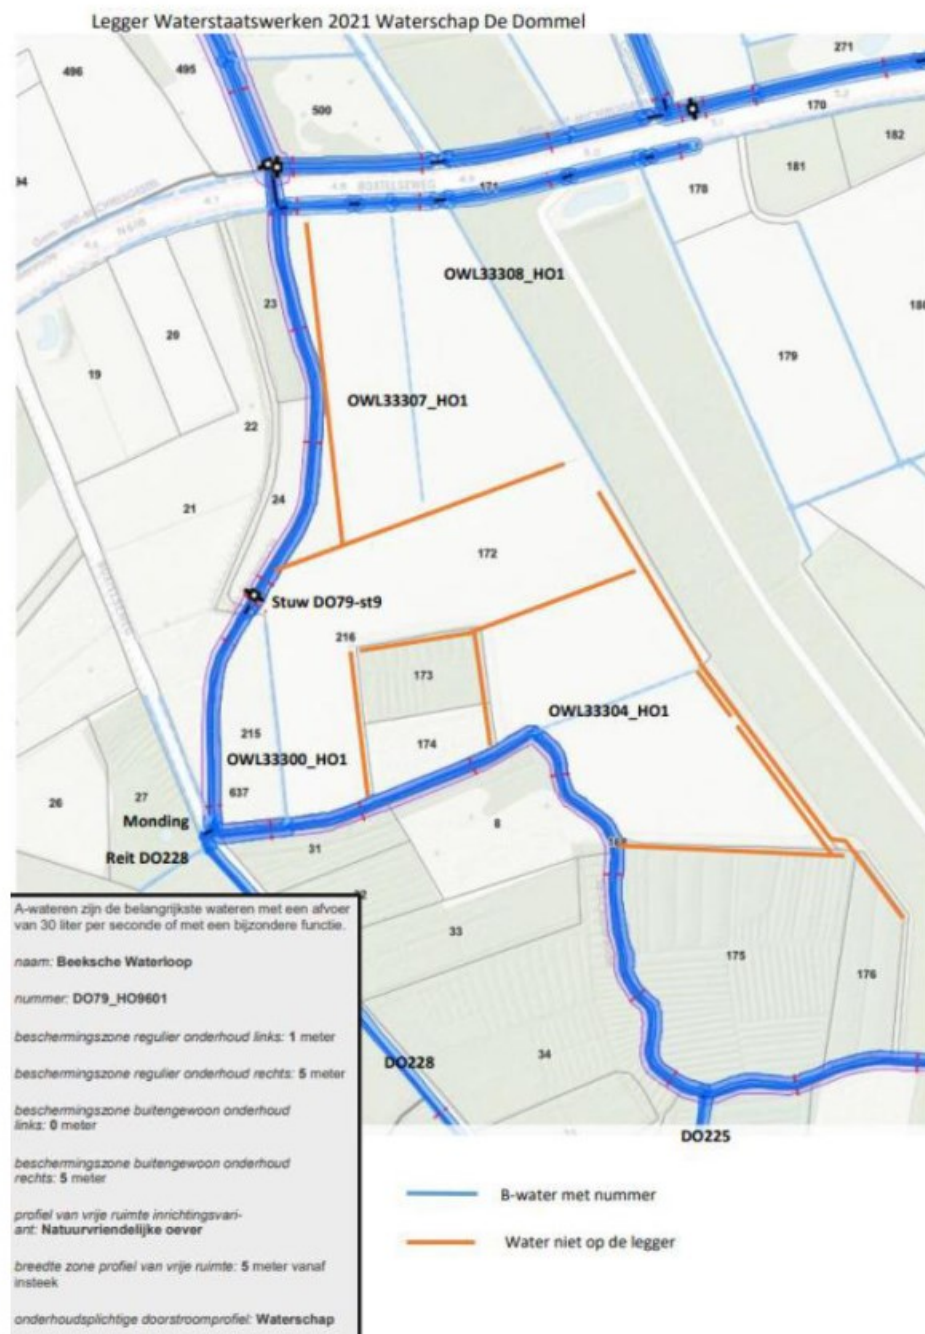 Legger Waterstaatswerken 2021 Waterschap De Dommel
271
496
495
500
170
182
181
94
BOXTELSEWEG
171
178
N618
OWL33308_HO1
23
180
20
179
19
OWL33307_HO1
22
24
21
172
Stuw DO79-st9
216
173
OWL33304_HO1
174
215
OWL33300_HO1
637
26
27
Monding
8
31
168
Reit DO228
32
33
175
176
34
DO228
DO225
A-wateren zijn de belangrijkste wateren met een afvoer
van 30 liter per seconde of met een bijzondere functie.
naam: Beeksche Waterloop
nummer: DO79_HO9601
beschermingszone regulier onderhoud links: 1 meter
beschermingszone regulier onderhoud rechts: 5 meter
beschermingszone buitengewoon onderhoud
links: 0 meter
beschermingszone buitengewoon onderhoud
rechts: 5 meter
profiel van vrije ruimte inrichtingsvari-
ant: Natuurvriendelijke oever
breedte zone profiel van vrije ruimte: 5 meter vanaf
insteek
onderhoudsplichtige doorstroomprofiel: Waterschap
B-water met nummer
Water niet op de legger